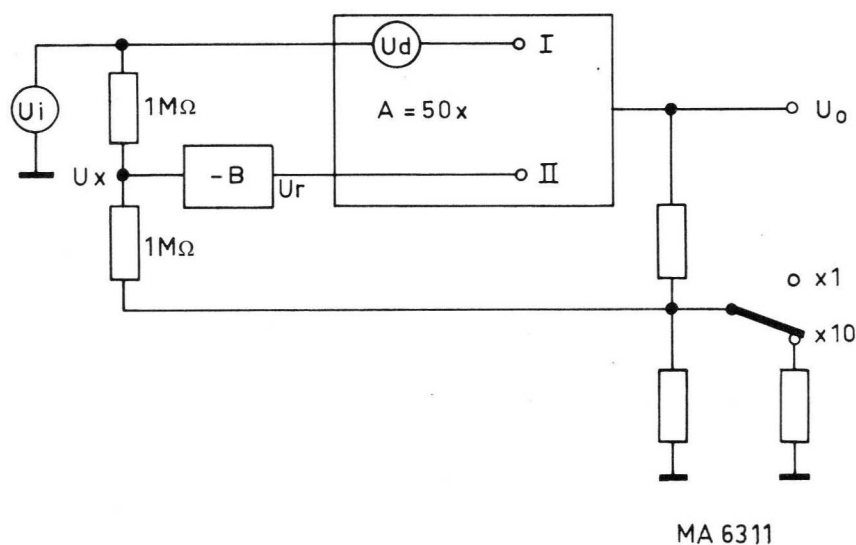 Ud
I
Ui
1MΩ
A = 50x
Uo
Ux
-B
Ur
II
1MΩ
x1
x10
MA 6311